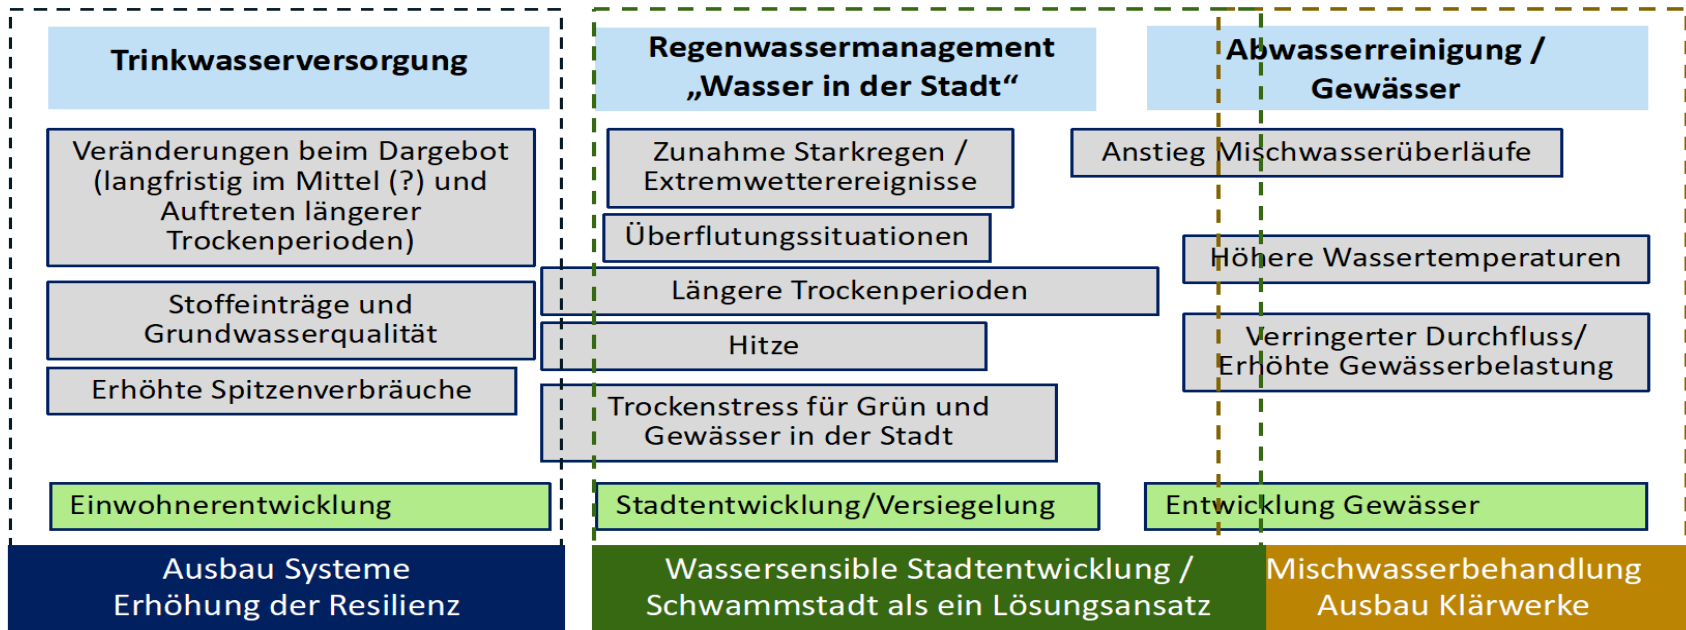 Trinkwasserversorgung
Veränderungen beim Dargebot
(langfristig im Mittel (?) und
Auftreten längerer
Trockenperioden)
Stoffeinträge und
Grundwasserqualität
Erhöhte Spitzenverbräuche
Einwohnerentwicklung
Ausbau Systeme
Erhöhung der Resilienz
Regenwassermanagement
„Wasser in der Stadt“
Zunahme Starkregen /
Extremwetterereignisse
Überflutungssituationen
Längere Trockenperioden
Hitze
Trockenstress für Grün und
Gewässer in der Stadt
Stadtentwicklung/Versiegelung
Wassersensible Stadtentwicklung /
Schwammstadt als ein Lösungsansatz
Abwasserreinigung /
Gewässer
Anstieg Mischwasserüberläufe
Höhere Wassertemperaturen
Verringerter Durchfluss/
Erhöhte Gewässerbelastung
Entwicklung Gewässer
Mischwasserbehandlung
Ausbau Klärwerke